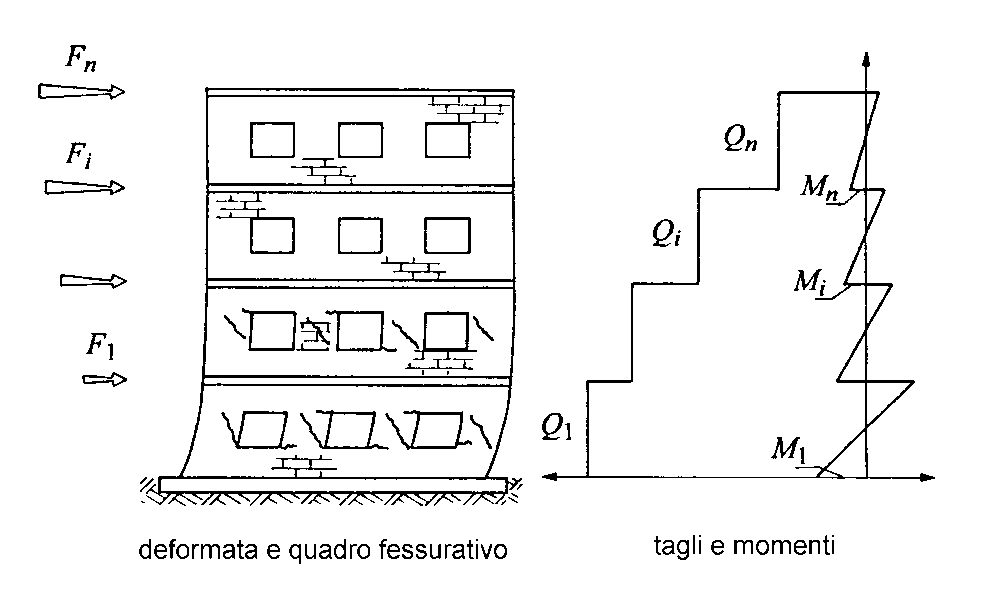 Fn
Fi
F1
Qn
Mn
Qi
Mi
Q1
M1
deformata e quadro fessurativo
tagli e momenti